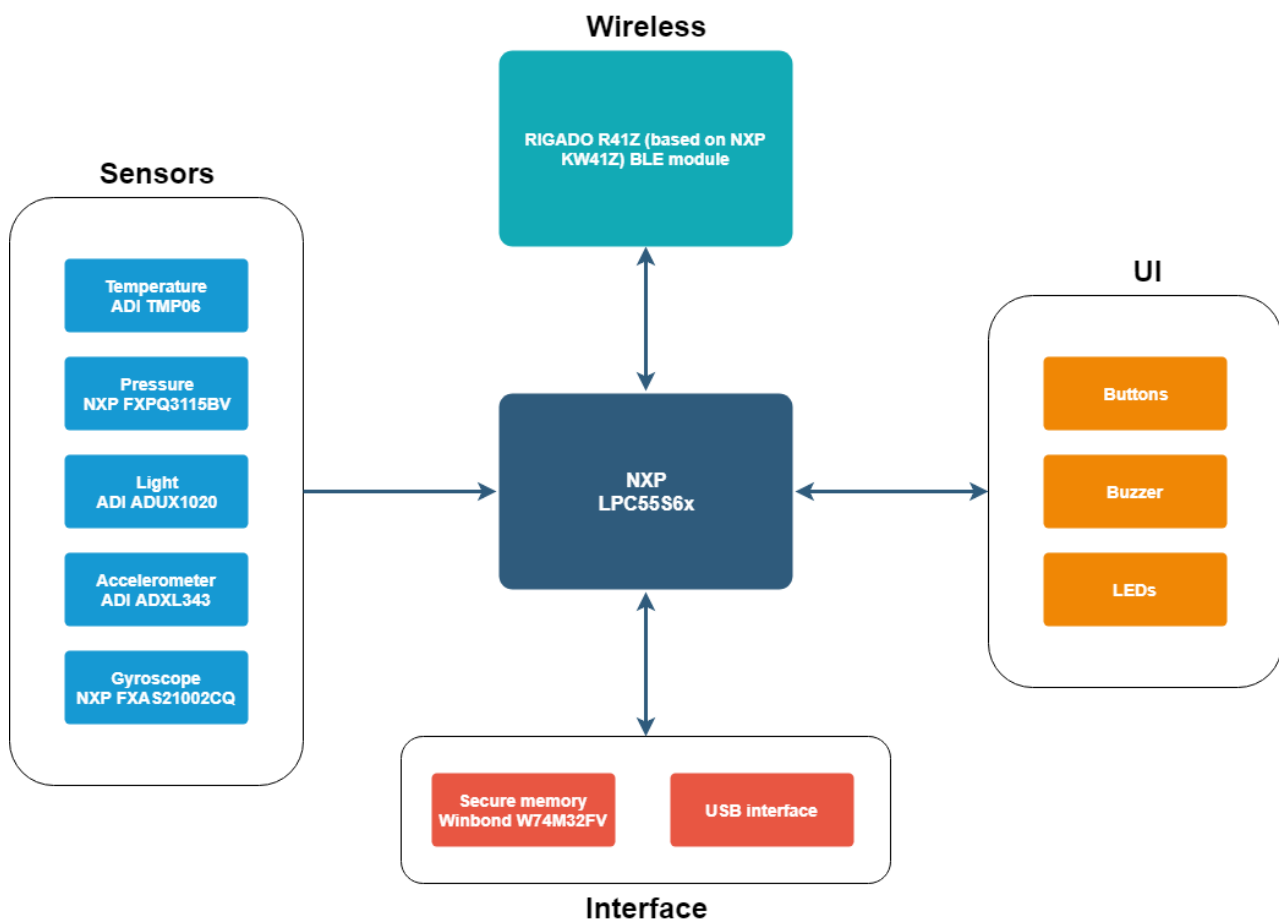 Wireless
RIGADO R41Z (based on NXP
KW41Z) BLE module
Sensors
Temperature
ADI TMP06
Pressure
NXP FXPQ3115BV
Light
ADI ADUX1020
Accelerometer
ADI ADXL343
Gyroscope
NXP FXAS21002CQ
NXP
LPC55S6x
UI
Buttons
Buzzer
LEDs
Secure memory
Winbond W74M32FV
USB interface
Interface